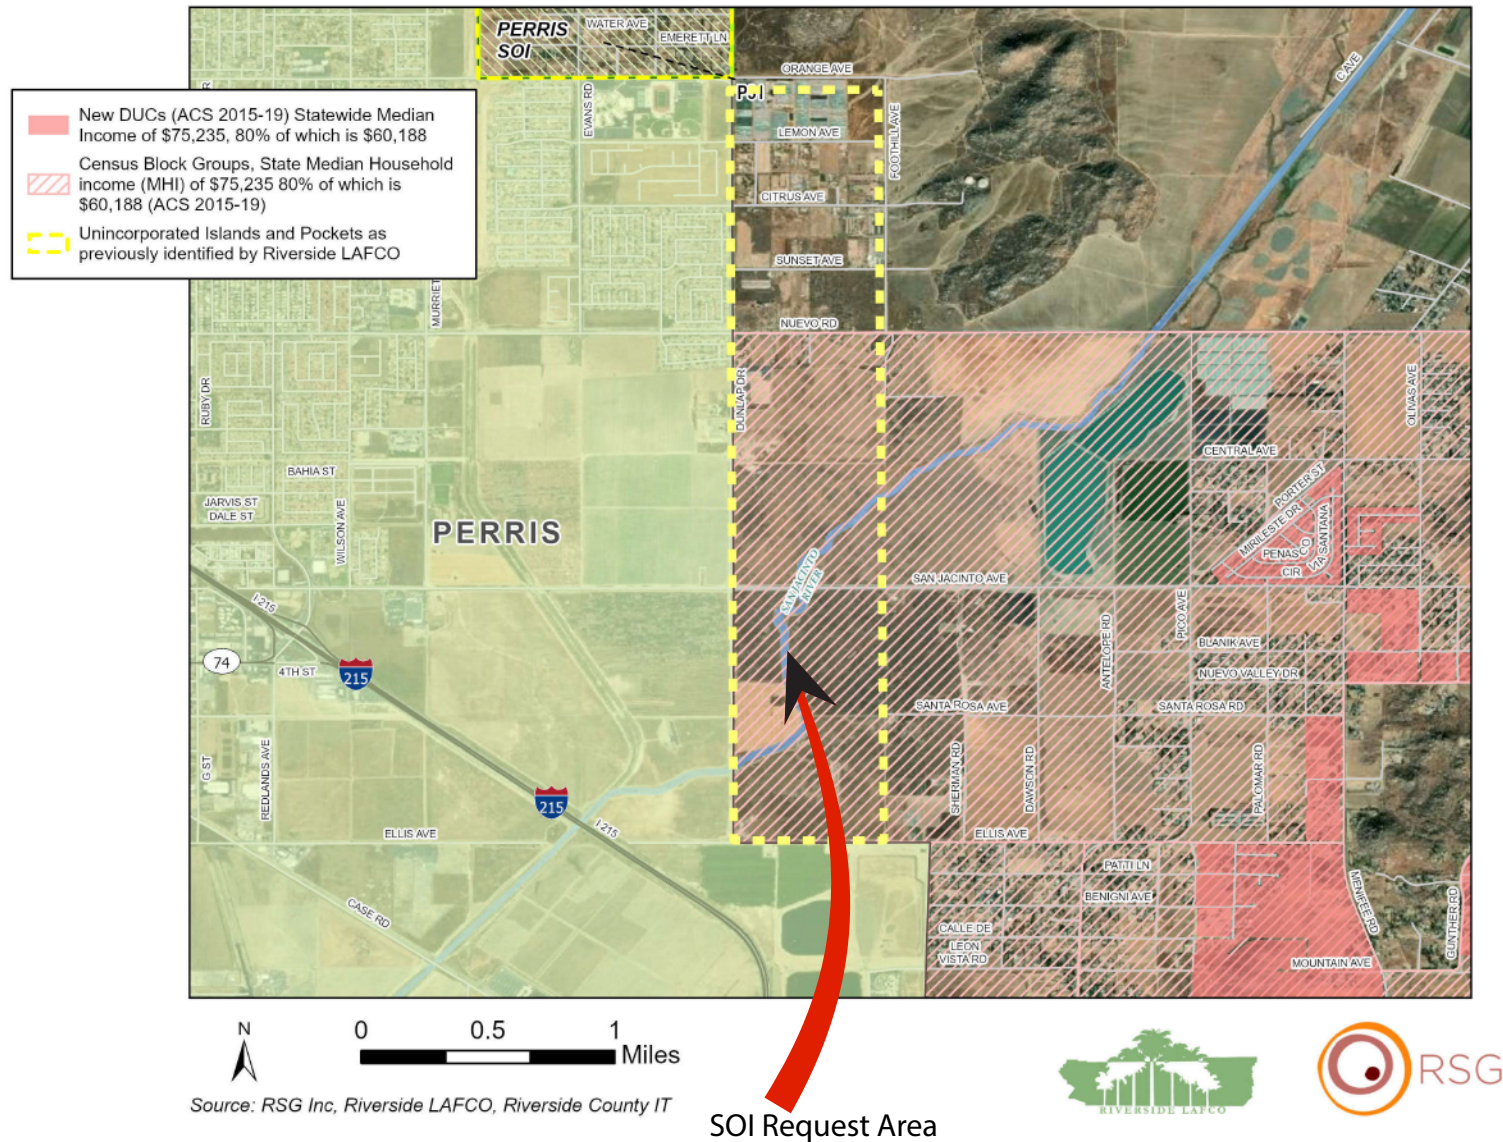 PERRIS
SOI
WATER AVE
EMERETT LN
ORANGE AVE
C AVE
New DUCs (ACS 2015-19) Statewide Median
Income of $75,235, 80% of which is $60,188
Census Block Groups, State Median Household
income (MHI) of $75,235 80% of which is
$60,188 (ACS 2015-19)
Unincorporated Islands and Pockets as
previously identified by Riverside LAFCO
EVANS RD
LEMON AVE
FOOTHILL AVE
CITRUS AVE
SUNSET AVE
NUEVO RD
RUBY DR
DUNLAP DR
OLIVAS AVE
BAHIA ST
CENTRAL AVE
JARVIS ST
DALE ST
WILSON AVE
PERRIS
PORTER ST
MIRILESTE DR
PENASCO
CIR
VIA SANTANA
SAN JACINTO
RIVER
SAN JACINTO AVE
I 215
74
4TH ST
215
ANTELOPE RD
PICO AVE
BLANIK AVE
NUEVO VALLEY DR
SANTA ROSA AVE
SANTA ROSA RD
G ST
REDLANDS AVE
SHERMAN RD
DAWSON RD
PALOMAR RD
215
I 215
ELLIS AVE
ELLIS AVE
PATTI LN
BENIGNI AVE
MENIFEE RD
GUNTHER RD
CASE RD
CALLE DE
LEON
VISTA RD
MOUNTAIN AVE
N
0 0.5 1
Miles
Source: RSG Inc, Riverside LAFCO, Riverside County IT
SOI Request Area
RIVERSIDE LAFCO
RSG